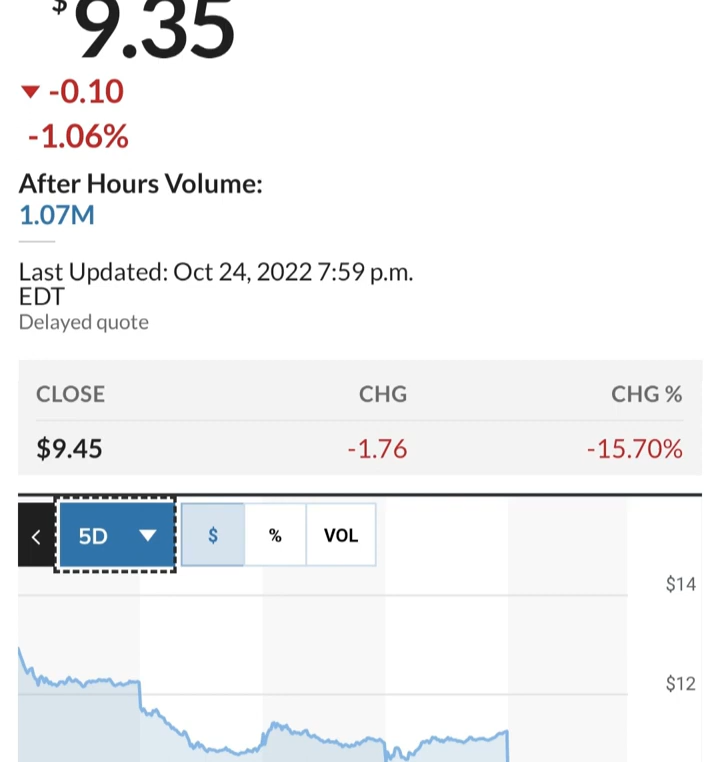 $9.35
-0.10
-1.06%
After Hours Volume:
1.07M
Last Updated: Oct 24, 2022 7:59 p.m.
EDT
Delayed quote
CLOSE CHG CHG %
$9.45 -1.76 -15.70%
5D $ % VOL
$14
$12